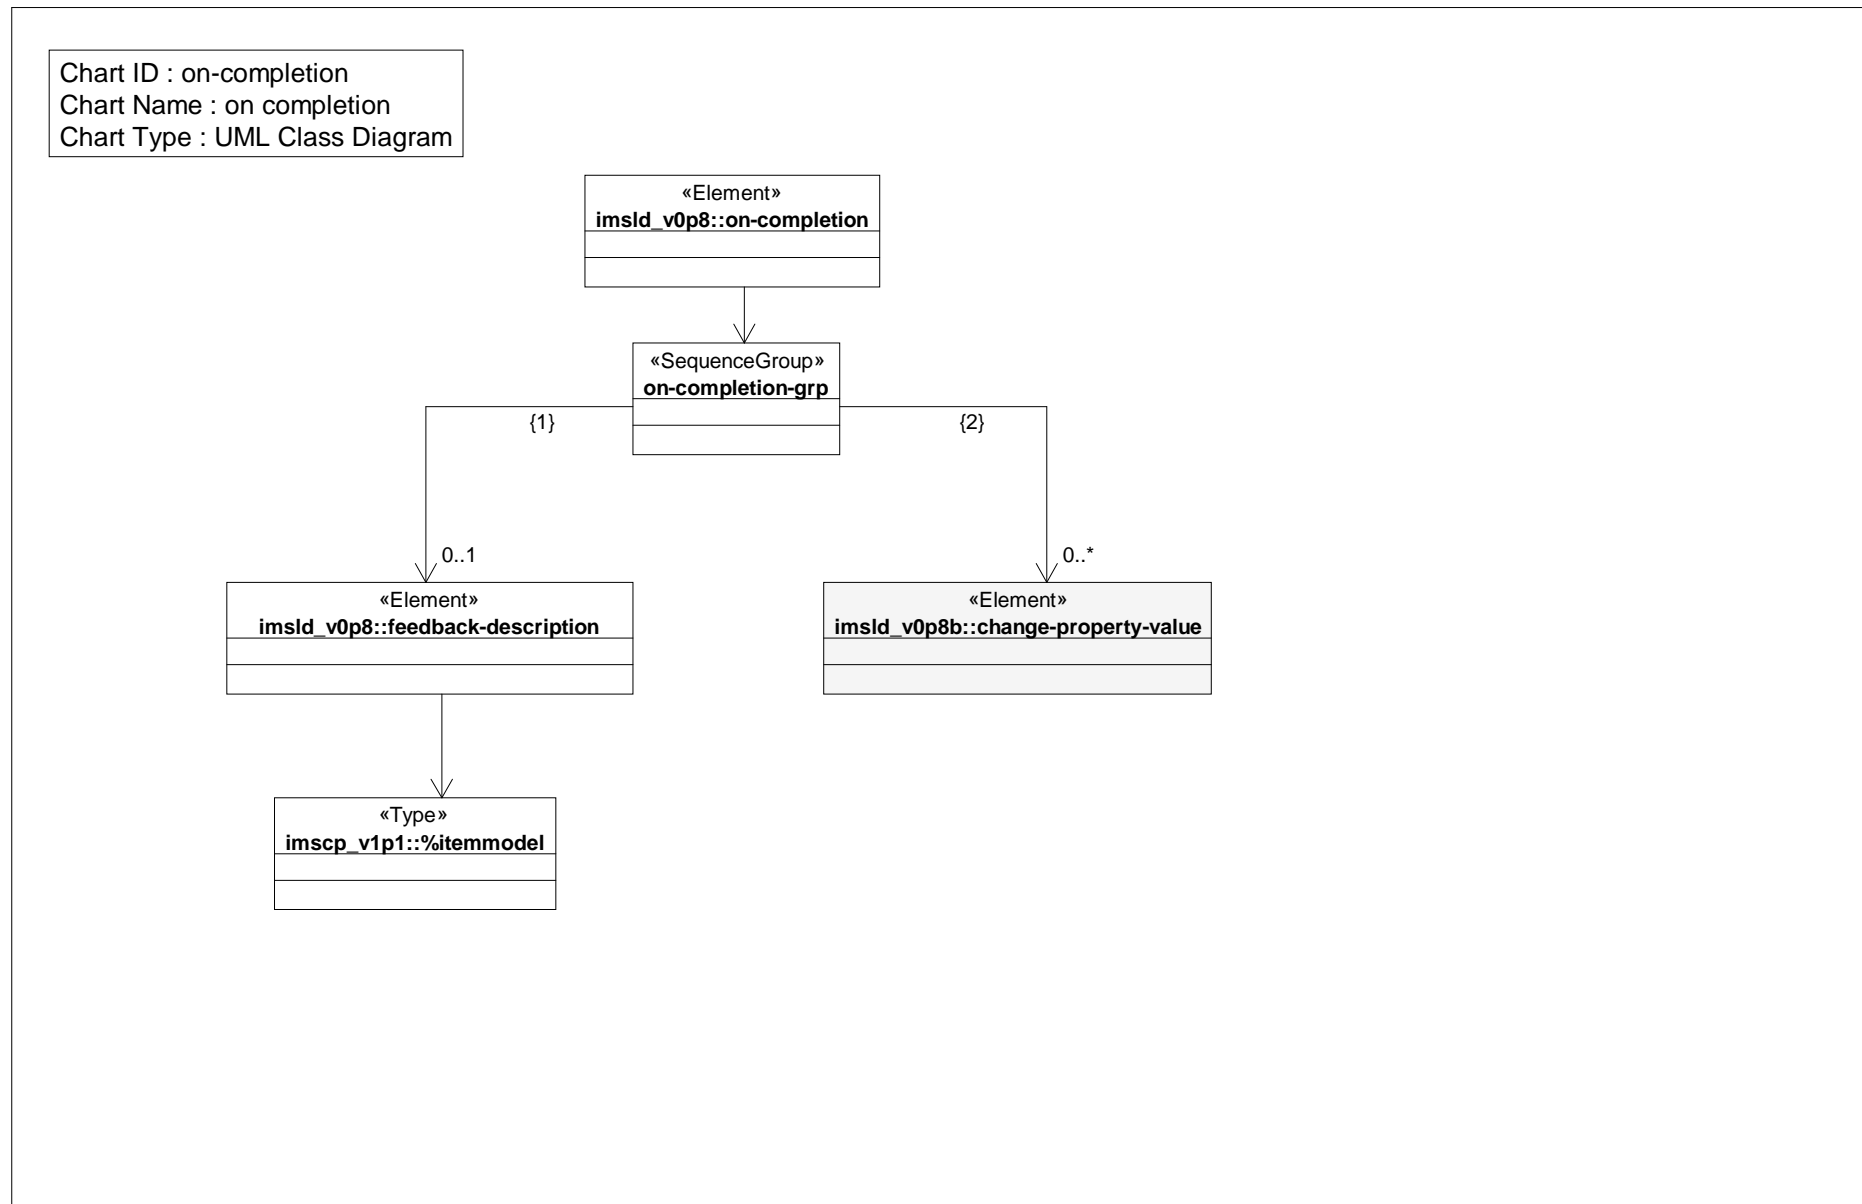 Chart ID : on-completion
Chart Name : on completion
Chart Type : UML Class Diagram
«Element»
imsld_v0p8::on-completion
«SequenceGroup»
on-completion-grp
{1}
{2}
0..1
0..*
«Element»
imsld_v0p8::feedback-description
«Element»
imsld_v0p8b::change-property-value
«Type»
imscp_v1p1::%itemmodel